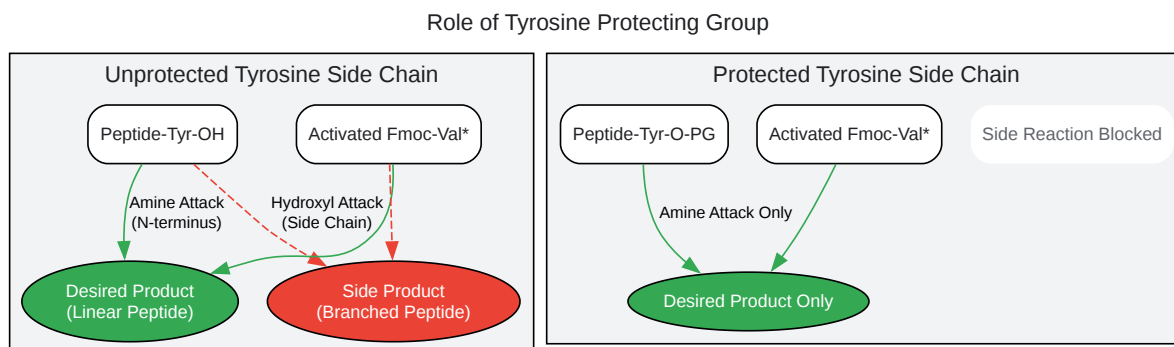 Role of Tyrosine Protecting Group
Unprotected Tyrosine Side Chain
Peptide-Tyr-OH
Activated Fmoc-Val*
Amine Attack
(N-terminus)
Hydroxyl Attack
(Side Chain)
Desired Product
(Linear Peptide)
Side Product
(Branched Peptide)
Protected Tyrosine Side Chain
Peptide-Tyr-O-PG
Activated Fmoc-Val*
Side Reaction Blocked
Amine Attack Only
Desired Product Only